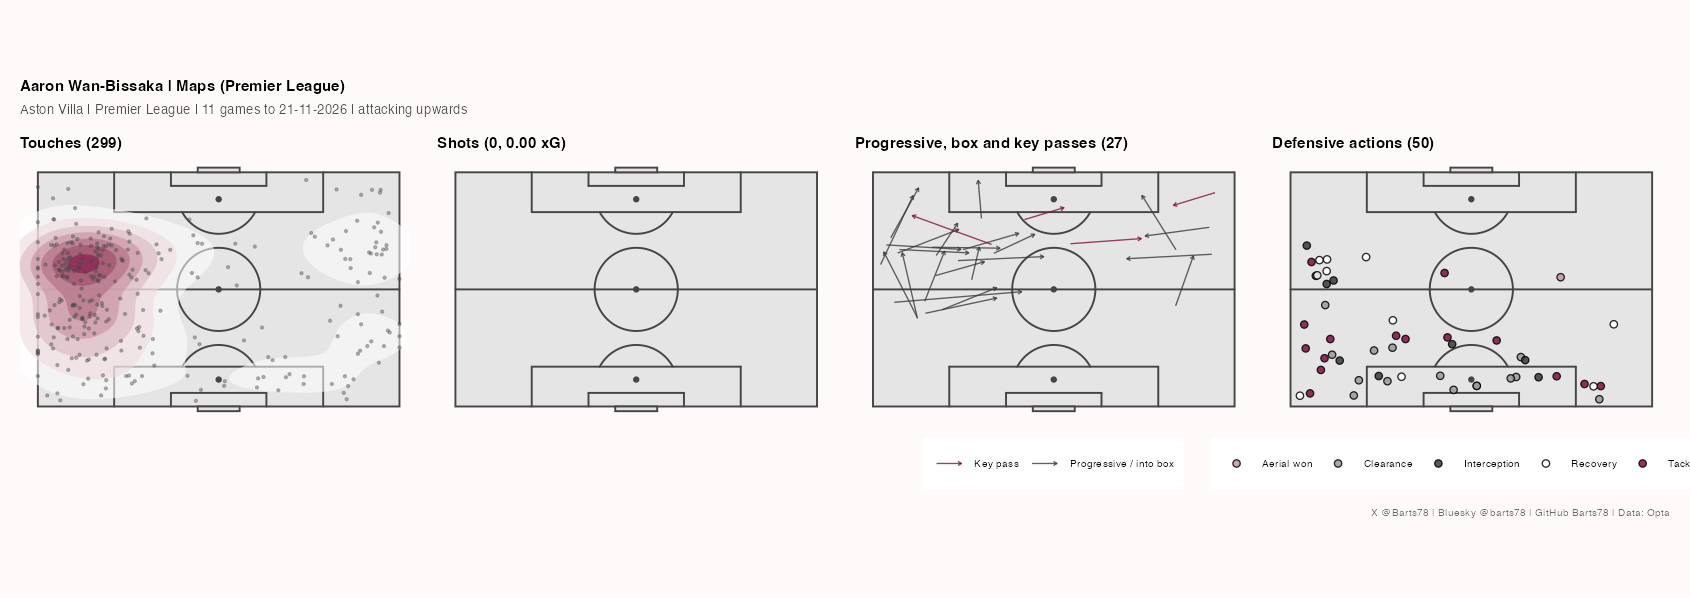 Aaron Wan-Bissaka | Maps (Premier League)
Aston Villa | Premier League | 11 games to 21-11-2026 | attacking upwards
Touches (299)
Shots (0, 0.00 xG)
Progressive, box and key passes (27)
Defensive actions (50)
Key pass
Progressive / into box
Aerial won
Clearance
Interception
Recovery
Tack
X @Barts78 | Bluesky @barts78 | GitHub Barts78 | Data: Opta